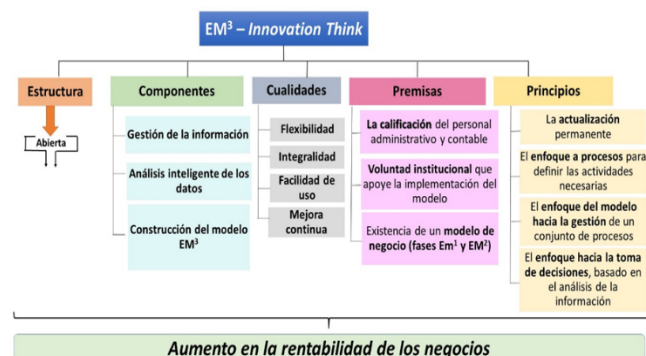 EM³ – Innovation Think
Estructura
Abierta
Componentes
Gestión de la información
Análisis inteligente de los
datos
Construcción del modelo
EM³
Cualidades
Flexibilidad
Integralidad
Facilidad de
uso
Mejora
continua
Premisas
La calificación del personal
administrativo y contable
Voluntad institucional que
apoye la implementación del
modelo
Existencia de un modelo de
negocio (fases Em¹ y EM²)
Principios
La actualización
permanente
El enfoque a procesos para
definir las actividades
necesarias
El enfoque del modelo
hacia la gestión de un
conjunto de procesos
El enfoque hacia la toma
de decisiones, basado en
el análisis de la
información
Aumento en la rentabilidad de los negocios